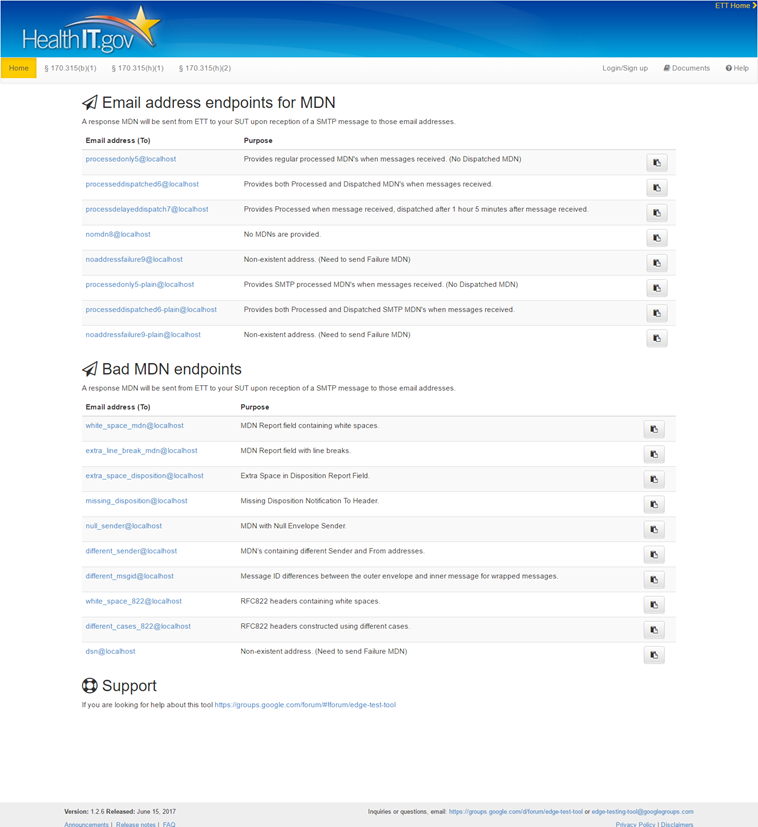 ETT Home
HealthIT.gov
Home § 170.315(b)(1) § 170.315(h)(1) § 170.315(h)(2) Login/Sign up Documents Help
Email address endpoints for MDN
A response MDN will be sent from ETT to your SUT upon reception of a SMTP message to those email addresses.
Email address (To) Purpose
processedonly5@localhost Provides regular processed MDN's when messages received. (No Dispatched MDN)
processeddispatched6@localhost Provides both Processed and Dispatched MDN's when messages received.
processdelayeddispatch7@localhost Provides Processed when message received, dispatched after 1 hour 5 minutes after message received.
nomdn8@localhost No MDNs are provided.
noaddressfailure9@localhost Non-existent address. (Need to send Failure MDN)
processedonly5-plain@localhost Provides SMTP processed MDN's when messages received. (No Dispatched MDN)
processeddispatched6-plain@localhost Provides both Processed and Dispatched SMTP MDN's when messages received.
noaddressfailure9-plain@localhost Non-existent address. (Need to send Failure MDN)
Bad MDN endpoints
A response MDN will be sent from ETT to your SUT upon reception of a SMTP message to those email addresses.
Email address (To) Purpose
white_space_mdn@localhost MDN Report field containing white spaces.
extra_line_break_mdn@localhost MDN Report field with line breaks.
extra_space_disposition@localhost Extra Space in Disposition Report Field.
missing_disposition@localhost Missing Disposition Notification To Header.
null_sender@localhost MDN with Null Envelope Sender.
different_sender@localhost MDN's containing different Sender and From addresses.
different_msgid@localhost Message ID differences between the outer envelope and inner message for wrapped messages.
white_space_822@localhost RFC822 headers containing white spaces.
different_cases_822@localhost RFC822 headers constructed using different cases.
dsn@localhost Non-existent address. (Need to send Failure MDN)
Support
If you are looking for help about this tool https://groups.google.com/forum/#!forum/edge-test-tool
Version: 1.2.6 Released: June 15, 2017 Inquiries or questions, email: https://groups.google.com/d/forum/edge-test-tool or edge-testing-tool@googlegroups.com
Announcements | Release notes | FAQ Privacy Policy | Disclaimers